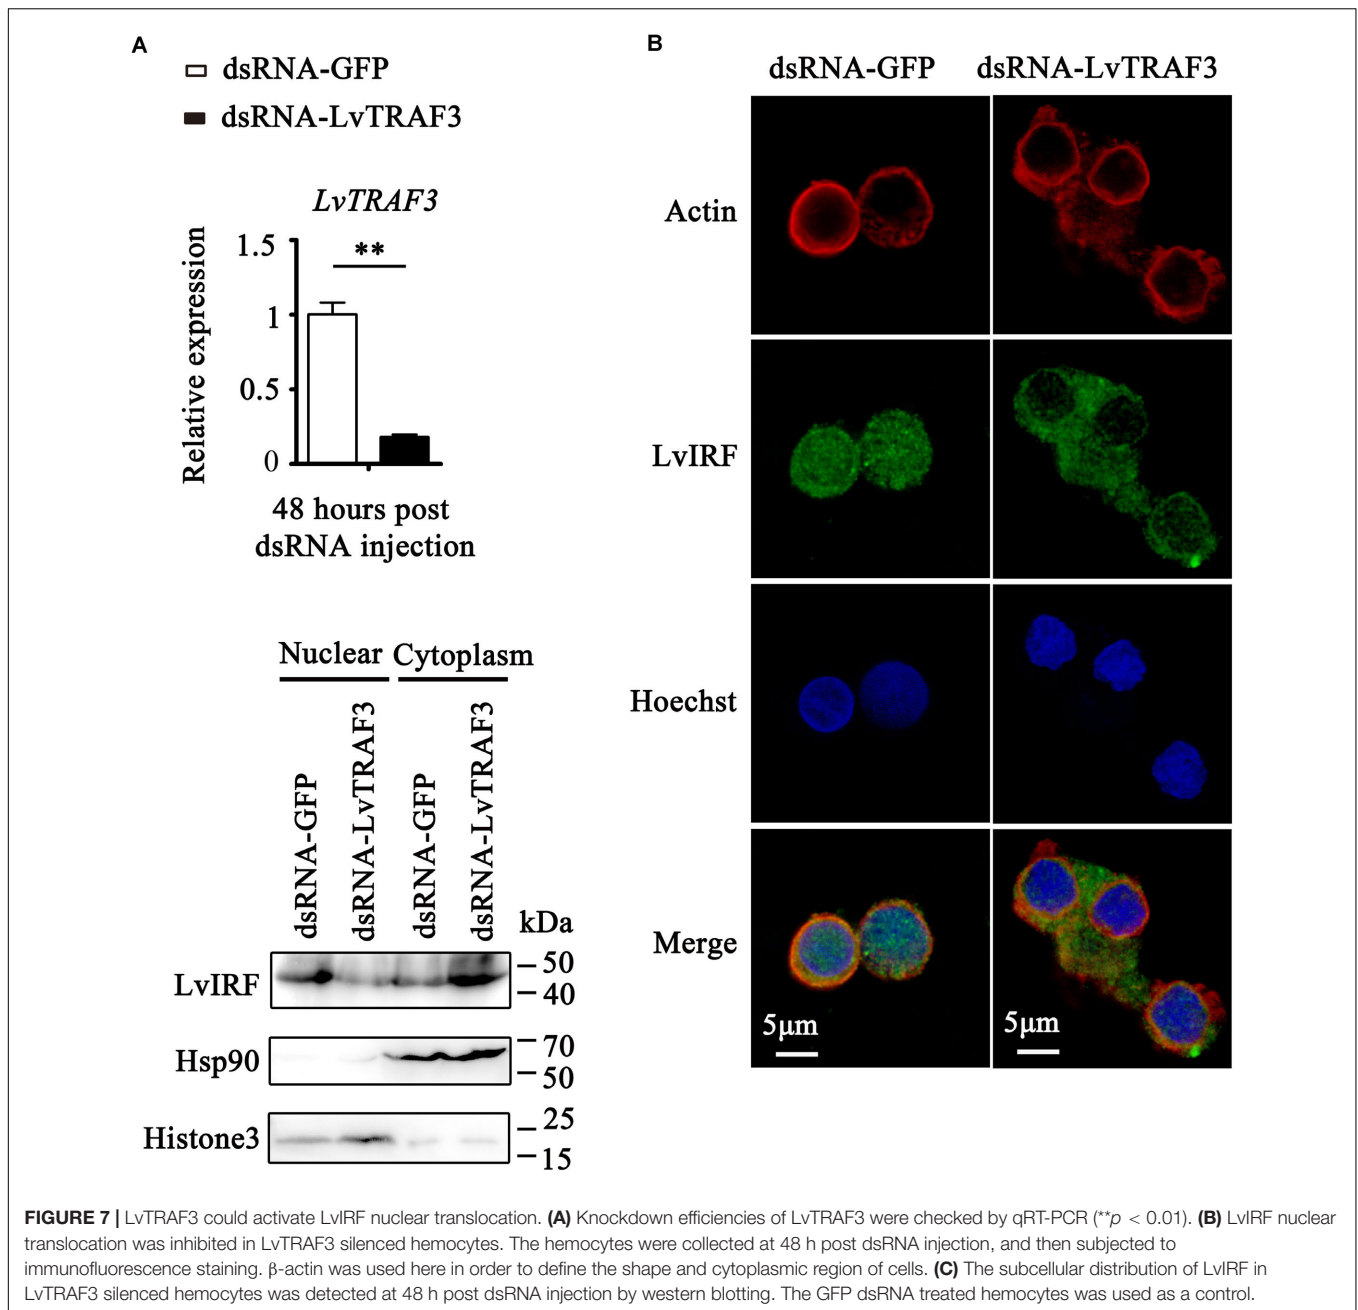 A
dsRNA-GFP
dsRNA-LvTRAF3
LvTRAF3
Relative expression
1.5
1
0.5
0
**
48 hours post
dsRNA injection
Nuclear Cytoplasm
dsRNA-GFP
dsRNA-LvTRAF3
dsRNA-GFP
dsRNA-LvTRAF3
kDa
LvIRF
50
40
Hsp90
70
50
Histone3
25
15
B
dsRNA-GFP dsRNA-LvTRAF3
Actin
LvIRF
Hoechst
Merge
5μm
5μm
FIGURE 7 | LvTRAF3 could activate LvIRF nuclear translocation. (A) Knockdown efficiencies of LvTRAF3 were checked by qRT-PCR (**p < 0.01). (B) LvIRF nuclear
translocation was inhibited in LvTRAF3 silenced hemocytes. The hemocytes were collected at 48 h post dsRNA injection, and then subjected to
immunofluorescence staining. β-actin was used here in order to define the shape and cytoplasmic region of cells. (C) The subcellular distribution of LvIRF in
LvTRAF3 silenced hemocytes was detected at 48 h post dsRNA injection by western blotting. The GFP dsRNA treated hemocytes was used as a control.